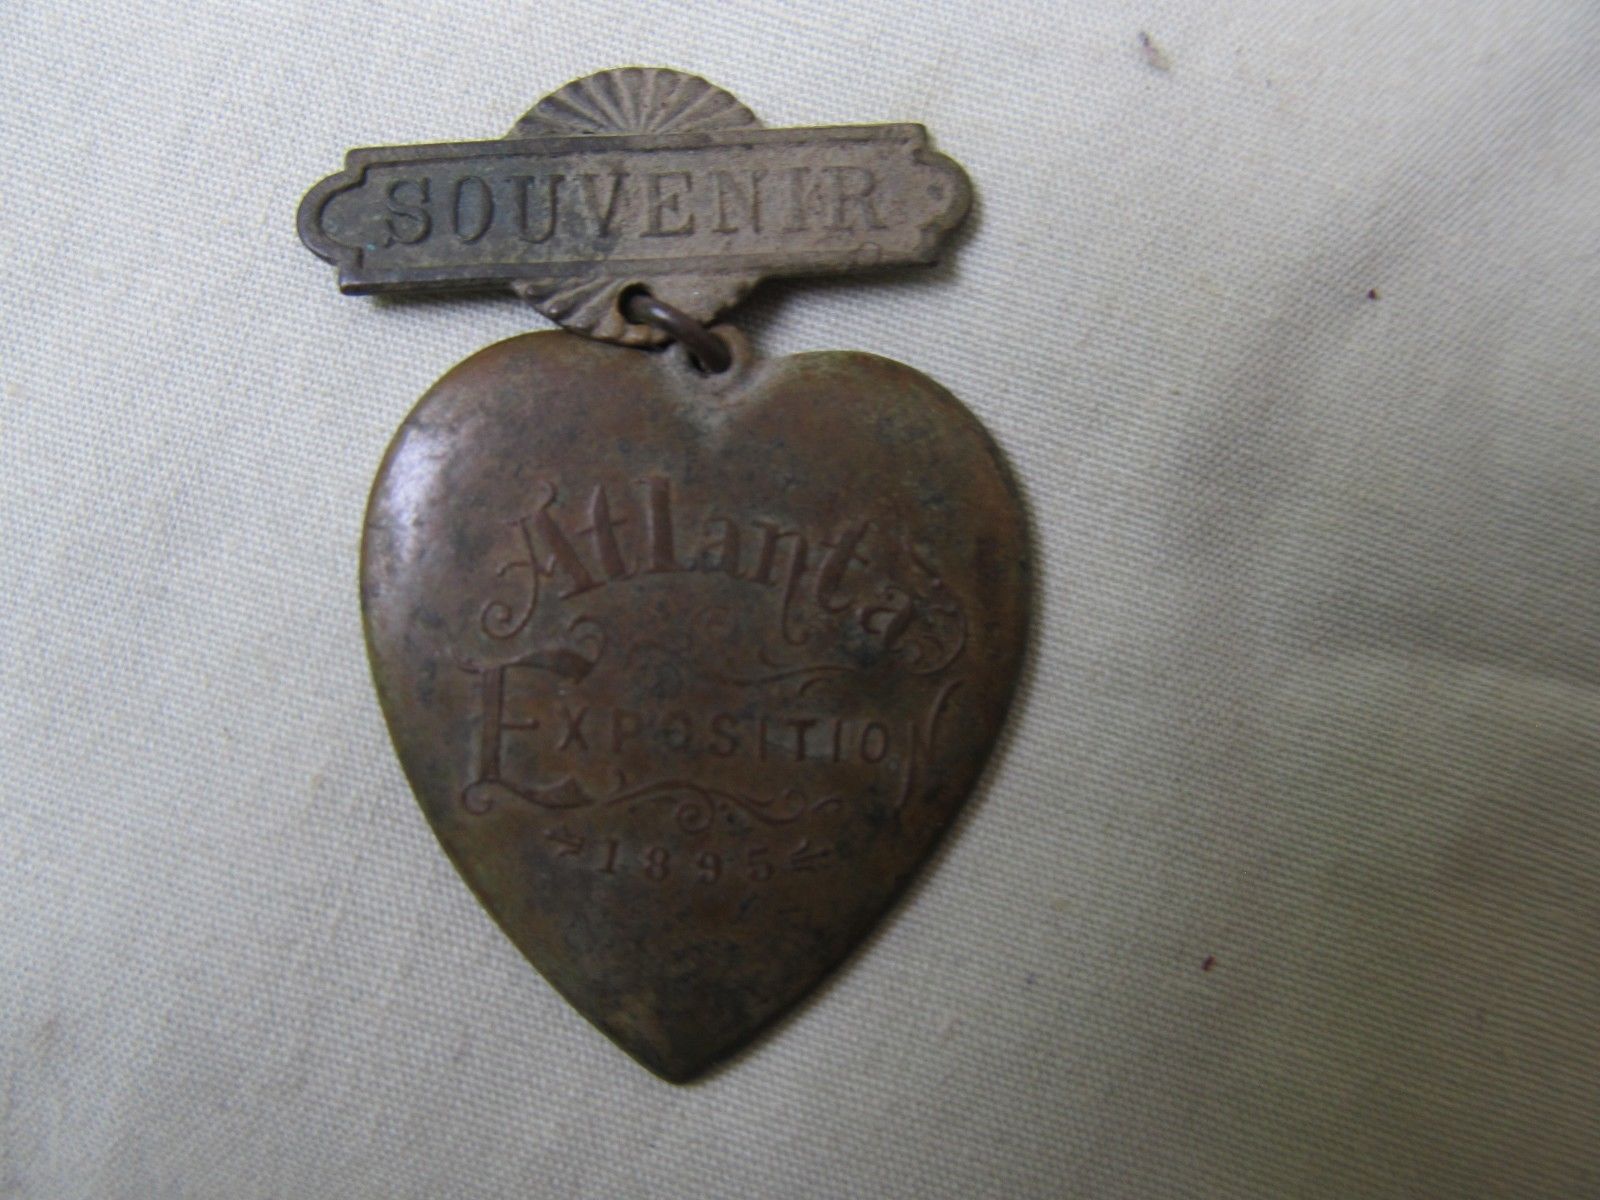 SOUVENIR
Atlanta
EXPOSITION
1895